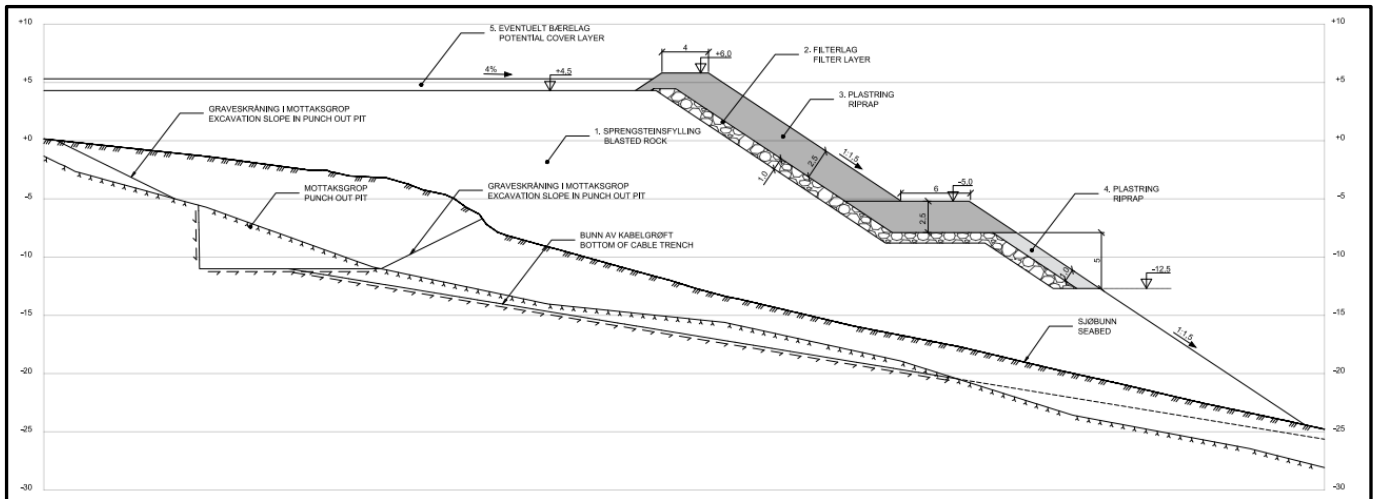 +10
+10
5. EVENTUELT BÆRELAG
POTENTIAL COVER LAYER
4
+6,0
2. FILTERLAG
FILTER LAYER
4%
+4.5
+5
+5
3. PLASTRING
RIPRAP
GRAVESKRÅNING I MOTTAKSGROP
EXCAVATION SLOPE IN PUNCH OUT PIT
1. SPRENGSTEINSFYLLING
BLASTED ROCK
+0
+0
1:1,5
2,5
1,0
MOTTAKSGROP
PUNCH OUT PIT
GRAVESKRÅNING I MOTTAKSGROP
EXCAVATION SLOPE IN PUNCH OUT PIT
6
-5,0
4. PLASTRING
RIPRAP
-5
-5
2,5
BUNN AV KABELGRØFT
BOTTOM OF CABLE TRENCH
5
-10
-10
-12,5
-15
-15
SJØBUNN
SEABED
1:1,5
-20
-20
-25
-25
-30
-30